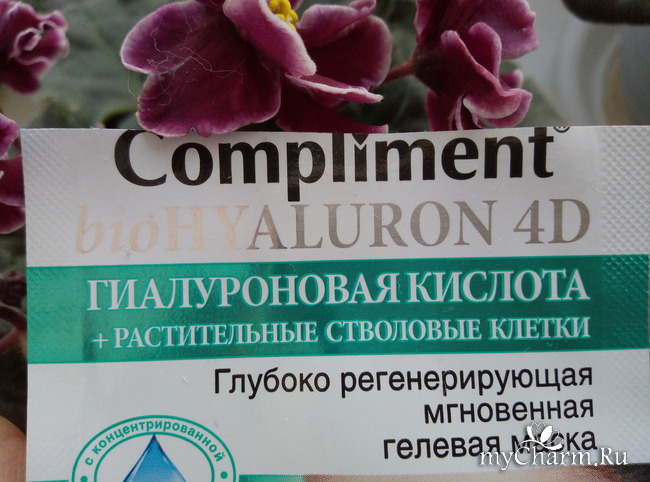 Compliment®
bioHYALURON 4D
ГИАЛУРОНОВАЯ КИСЛОТА
+ РАСТИТЕЛЬНЫЕ СТВОЛОВЫЕ КЛЕТКИ
Глубоко регенерирующая
мгновенная
гелевая маска
с концентрированной
myCharm.Ru